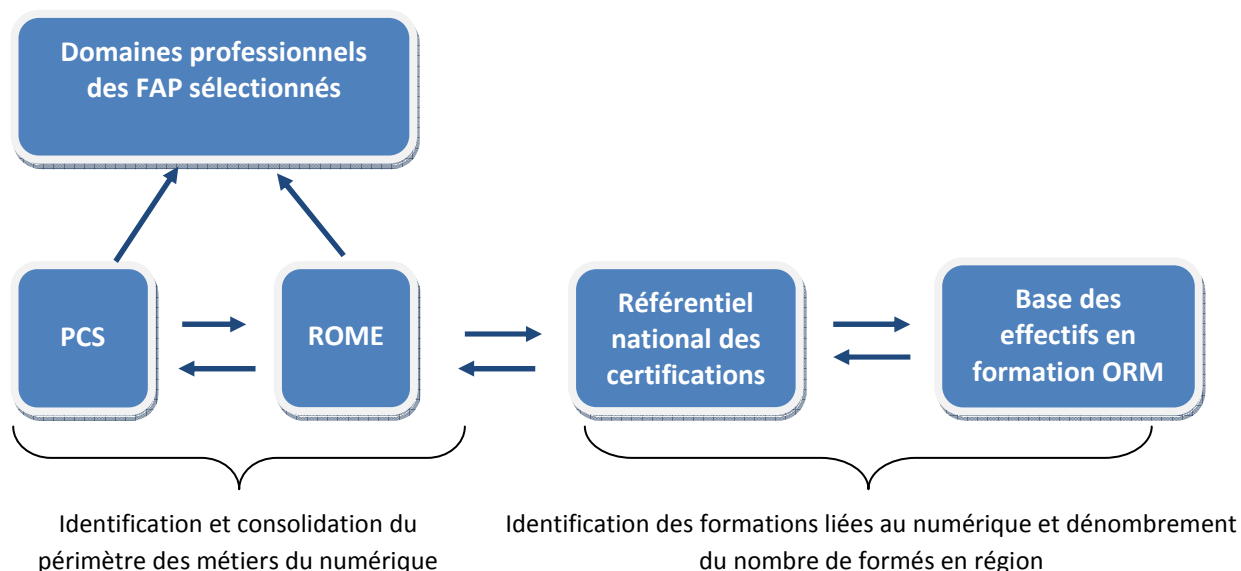 Domaines professionnels
des FAP sélectionnés
PCS
ROME
Référentiel
national des
certifications
Base des
effectifs en
formation ORM
Identification et consolidation du
périmètre des métiers du numérique
Identification des formations liées au numérique et dénombrement
du nombre de formés en région